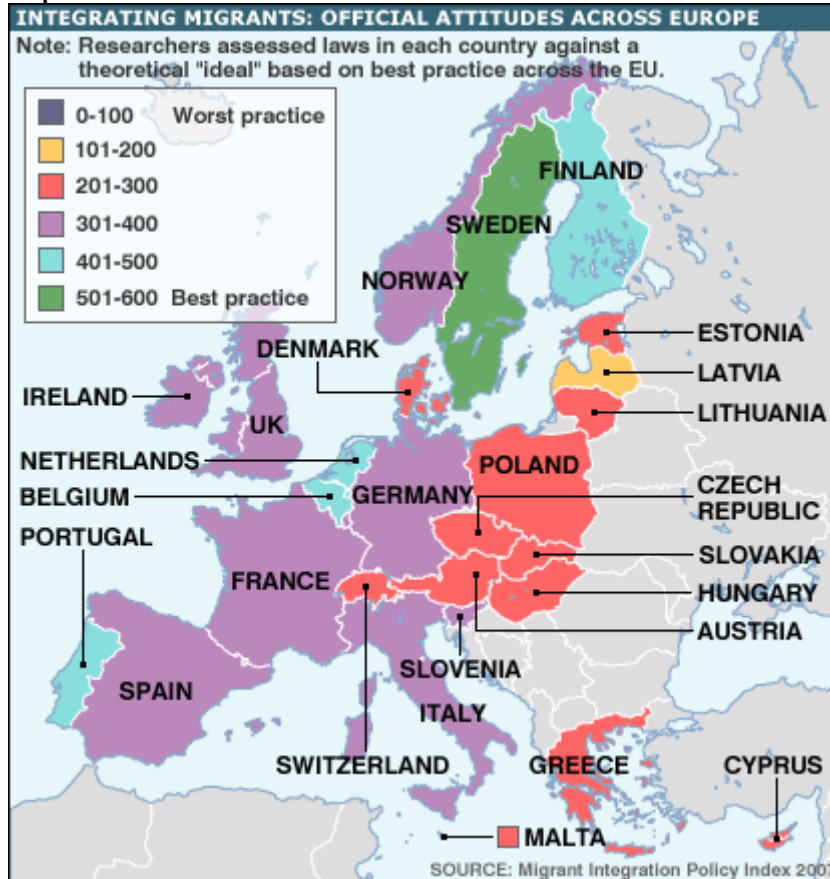 INTEGRATING MIGRANTS: OFFICIAL ATTITUDES ACROSS EUROPE
Note: Researchers assessed laws in each country against a
theoretical "ideal" based on best practice across the EU.
0-100 Worst practice
101-200
201-300
301-400
401-500
501-600 Best practice
FINLAND
SWEDEN
NORWAY
ESTONIA
DENMARK
LATVIA
IRELAND
LITHUANIA
UK
NETHERLANDS
POLAND
BELGIUM
GERMANY
CZECH
REPUBLIC
PORTUGAL
SLOVAKIA
FRANCE
HUNGARY
AUSTRIA
SLOVENIA
SPAIN
ITALY
SWITZERLAND
GREECE
CYPRUS
MALTA
SOURCE: Migrant Integration Policy Index 2007